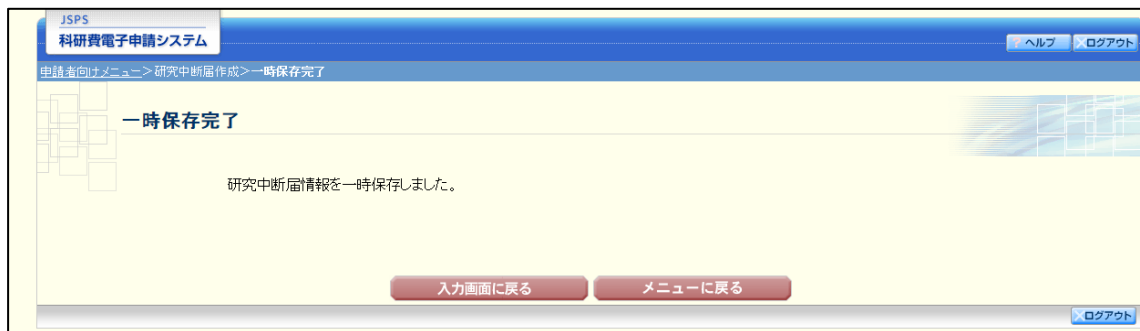 JSPS
科研費電子申請システム
? ヘルプ ×ログアウト
申請者向けメニュー>研究中断届作成>一時保存完了
一時保存完了
研究中断届情報を一時保存しました。
入力画面に戻る メニューに戻る
×ログアウト